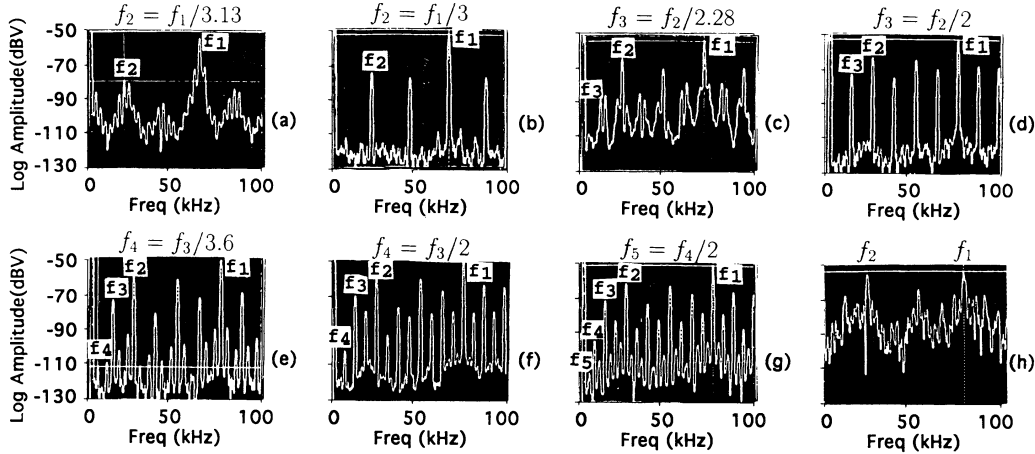 f₂ = f₁/3.13
f₂ = f₁/3
f₃ = f₂/2.28
f₃ = f₂/2
Log Amplitude(dBV)
-50
-70
-90
-110
-130
f1
f2
(a)
0 50 100
Freq (kHz)
f1
f2
(b)
0 50 100
Freq (kHz)
f1
f2
f3
(c)
0 50 100
Freq (kHz)
f1
f2
f3
(d)
0 50 100
Freq (kHz)
f₄ = f₃/3.6
f₄ = f₃/2
f₅ = f₄/2
f₂ f₁
Log Amplitude(dBV)
-50
-70
-90
-110
-130
f2
f1
f3
f4
(e)
0 50 100
Freq (kHz)
f2
f1
f3
f4
(f)
0 50 100
Freq (kHz)
f2
f1
f3
f4
f5
(g)
0 50 100
Freq (kHz)
(h)
0 50 100
Freq (kHz)